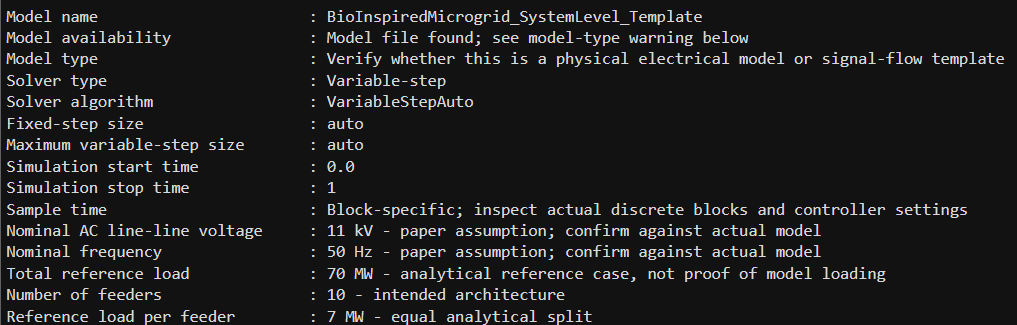 Model name : BioInspiredMicrogrid_SystemLevel_Template
Model availability : Model file found; see model-type warning below
Model type : Verify whether this is a physical electrical model or signal-flow template
Solver type : Variable-step
Solver algorithm : VariableStepAuto
Fixed-step size : auto
Maximum variable-step size : auto
Simulation start time : 0.0
Simulation stop time : 1
Sample time : Block-specific; inspect actual discrete blocks and controller settings
Nominal AC line-line voltage : 11 kV - paper assumption; confirm against actual model
Nominal frequency : 50 Hz - paper assumption; confirm against actual model
Total reference load : 70 MW - analytical reference case, not proof of model loading
Number of feeders : 10 - intended architecture
Reference load per feeder : 7 MW - equal analytical split